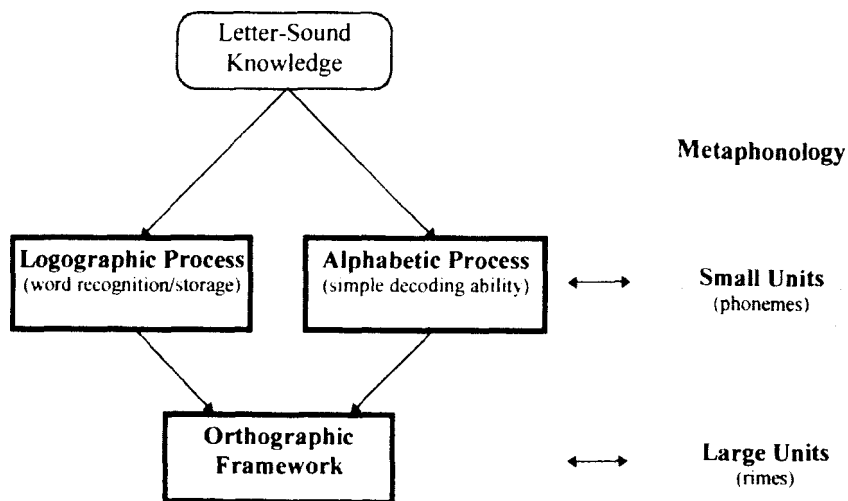 Letter-Sound
Knowledge
Metaphonology
Logographic Process
(word recognition/storage)
Alphabetic Process
(simple decoding ability)
Small Units
(phonemes)
Orthographic
Framework
Large Units
(rimes)